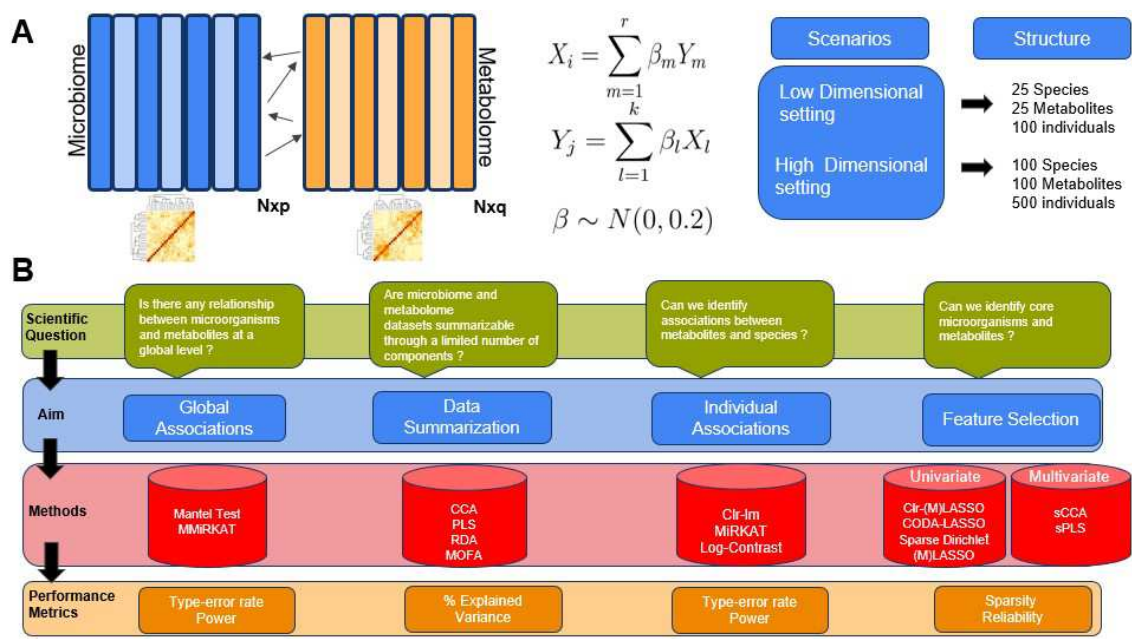 A
Microbiome
Metabolome
Nxp
Nxq
X_i = \sum_{m=1}^{r} \beta_m Y_m
Y_j = \sum_{l=1}^{k} \beta_l X_l
\beta \sim N(0, 0.2)
Scenarios
Structure
Low Dimensional
setting
25 Species
25 Metabolites
100 individuals
High Dimensional
setting
100 Species
100 Metabolites
500 individuals
B
Scientific
Question
Is there any relationship
between microorganisms
and metabolites at a
global level ?
Are microbiome and
metabolome
datasets summarizable
through a limited number of
components ?
Can we identify
associations between
metabolites and species ?
Can we identify core
microorganisms and
metabolites ?
Aim
Global
Associations
Data
Summarization
Individual
Associations
Feature Selection
Methods
Mantel Test
MMiRKAT
CCA
PLS
RDA
MOFA
Clr-lm
MiRKAT
Log-Contrast
Univariate
Clr-(M)LASSO
CODA-LASSO
Sparse Dirichlet
(M)LASSO
Multivariate
sCCA
sPLS
Performance
Metrics
Type-error rate
Power
% Explained
Variance
Type-error rate
Power
Sparsity
Reliability